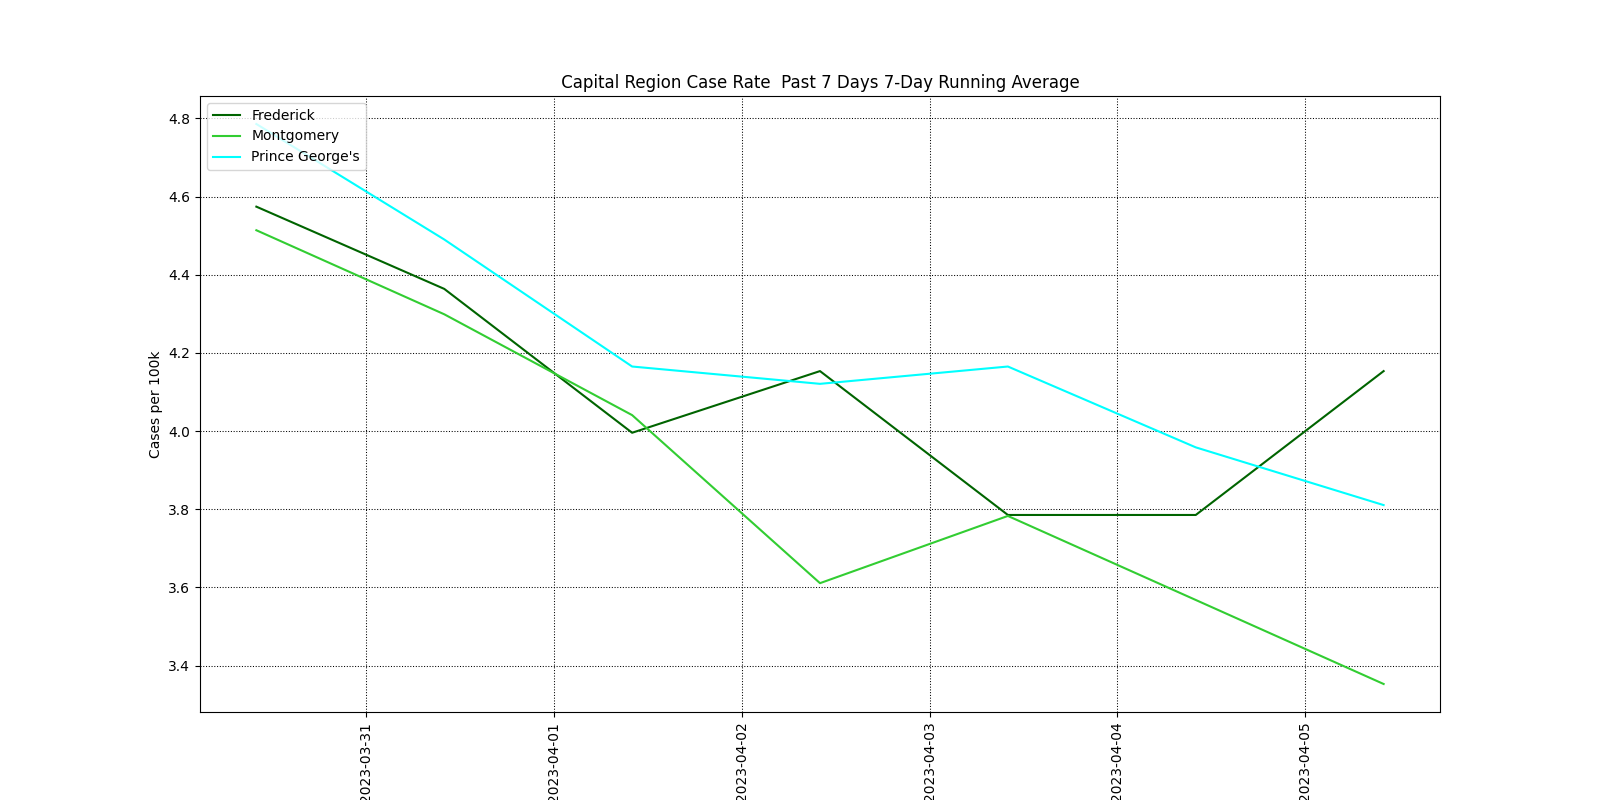 Capital Region Case Rate  Past 7 Days 7-Day Running Average
Frederick
Montgomery
Prince George's
Cases per 100k
4.8
4.6
4.4
4.2
4.0
3.8
3.6
3.4
2023-03-31
2023-04-01
2023-04-02
2023-04-03
2023-04-04
2023-04-05